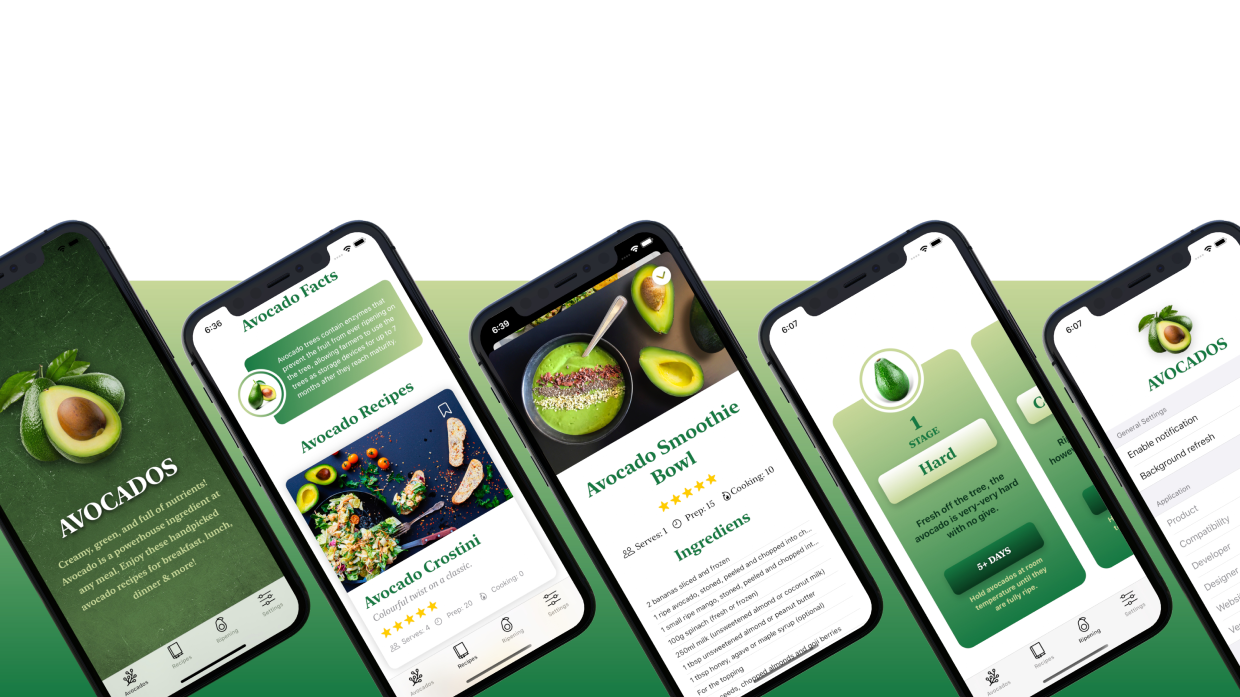 AVOCADOS
Creamy, green, and full of nutrients!
Avocado is a powerhouse ingredient at
any meal. Enjoy these handpicked
avocado recipes for breakfast, lunch,
dinner & more!
Avocados
Recipes
Ripening
Settings
6:36
Avocado Facts
Avocado trees contain enzymes that
prevent the fruit from ever ripening on
the tree, allowing farmers to use the
trees as storage devices for up to 7
months after they reach maturity.
Avocado Recipes
Avocado Crostini
Colourful twist on a classic.
Serves: 4
Prep: 20
Cooking: 0
Avocados
Recipes
Ripening
Settings
6:39
Avocado Smoothie
Bowl
Serves: 1
Prep: 15
Cooking: 10
Ingrediens
2 bananas sliced and frozen
1 ripe avocado, stoned, peeled and chopped into ch...
1 small ripe mango, stoned, peeled and chopped int...
100g spinach (fresh or frozen)
250ml milk (unsweetened almond or coconut milk)
1 tbsp unsweetened almond or peanut butter
1 tbsp honey, agave or maple syrup (optional)
For the topping
seeds, chopped almonds and goji berries
6:07
1
STAGE
Hard
Fresh off the tree, the
avocado is very-very hard
with no give.
5+ DAYS
Hold avocados at room
temperature until they
are fully ripe.
C
Ri
howe
H
Avocados
Recipes
Ripening
Settings
6:07
AVOCADOS
General Settings
Enable notification
Background refresh
Application
Product
Compatibility
Developer
Designer
Websi
Ve